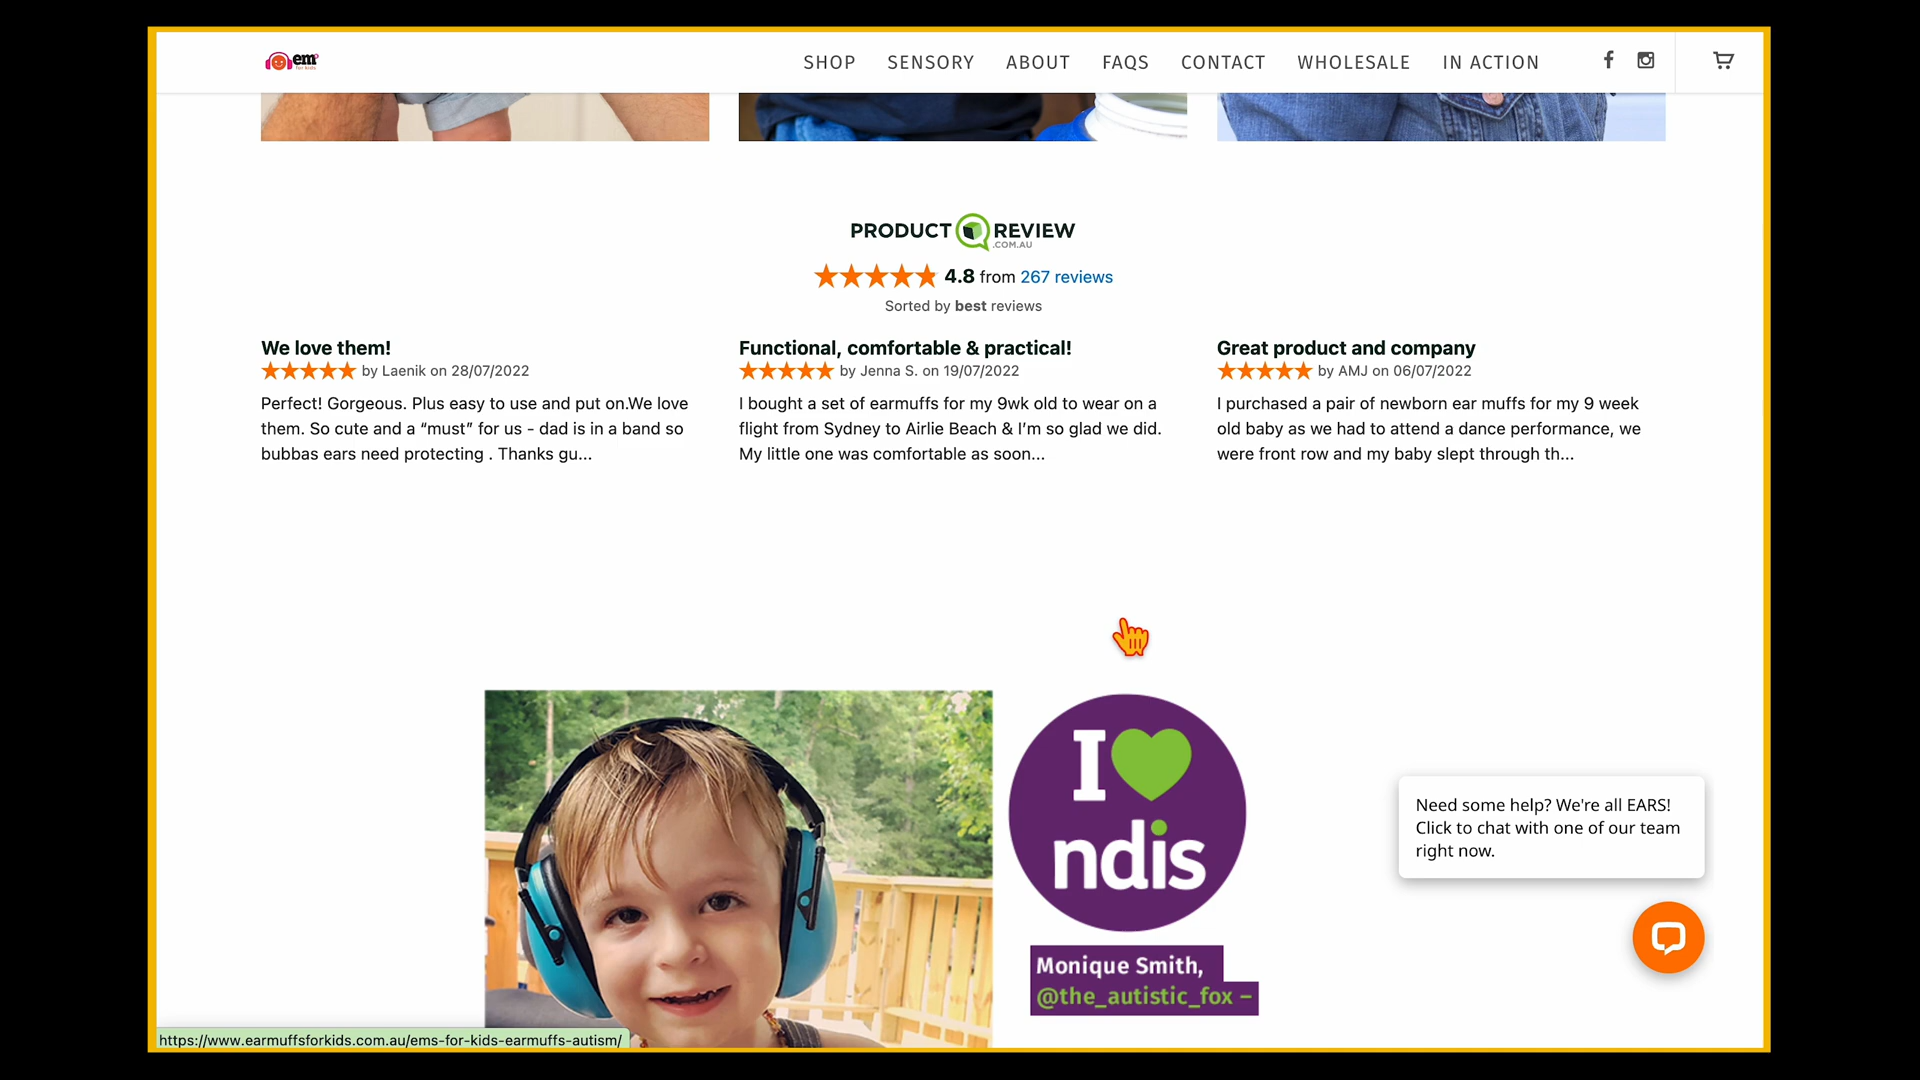 em's
for kids
SHOP SENSORY ABOUT FAQS CONTACT WHOLESALE IN ACTION
PRODUCT REVIEW
.COM.AU
4.8 from 267 reviews
Sorted by best reviews
We love them!
by Laenik on 28/07/2022
Perfect! Gorgeous. Plus easy to use and put on.We love
them. So cute and a “must” for us - dad is in a band so
bubbas ears need protecting . Thanks gu...
Functional, comfortable & practical!
by Jenna S. on 19/07/2022
I bought a set of earmuffs for my 9wk old to wear on a
flight from Sydney to Airlie Beach & I’m so glad we did.
My little one was comfortable as soon...
Great product and company
by AMJ on 06/07/2022
I purchased a pair of newborn ear muffs for my 9 week
old baby as we had to attend a dance performance, we
were front row and my baby slept through th...
I
ndis
Monique Smith,
@the_autistic_fox –
Need some help? We're all EARS!
Click to chat with one of our team
right now.
https://www.earmuffsforkids.com.au/ems-for-kids-earmuffs-autism/